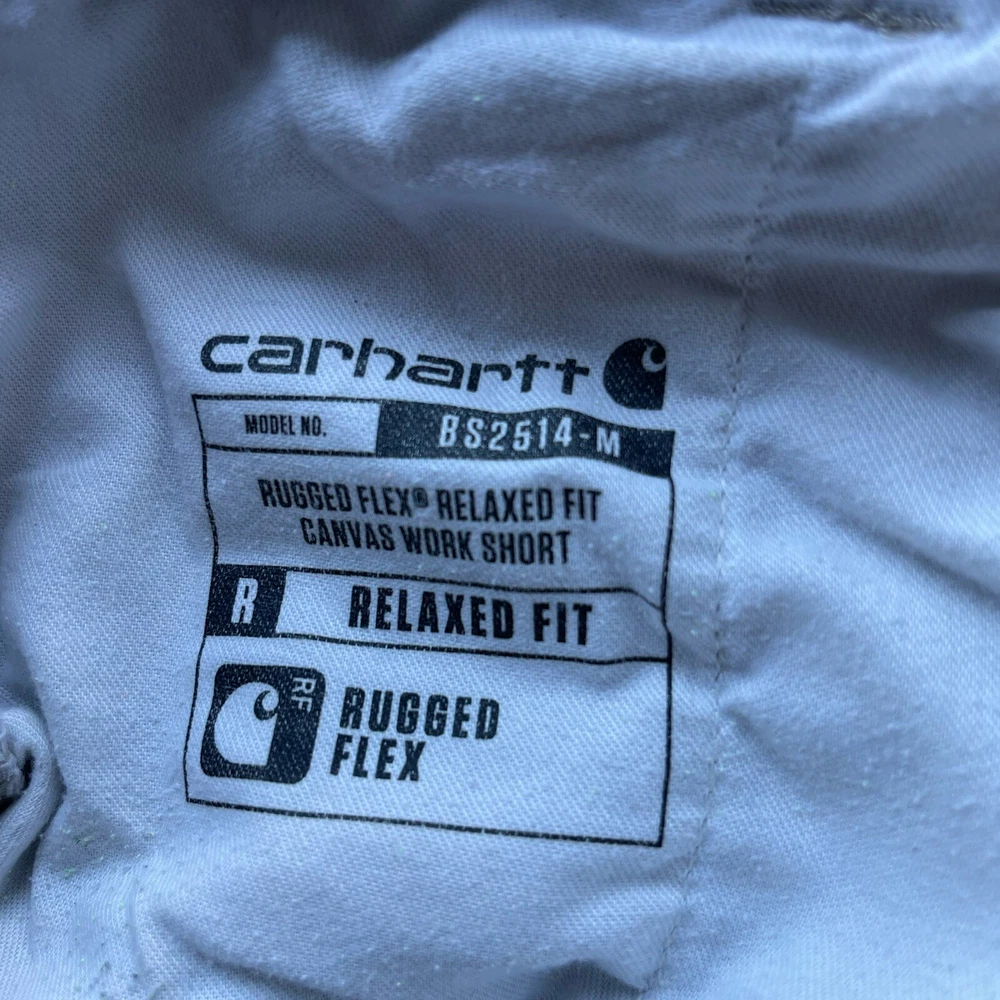 carhartt
MODEL NO. BS2514-M
RUGGED FLEX® RELAXED FIT
CANVAS WORK SHORT
R RELAXED FIT
RF
RUGGED
FLEX